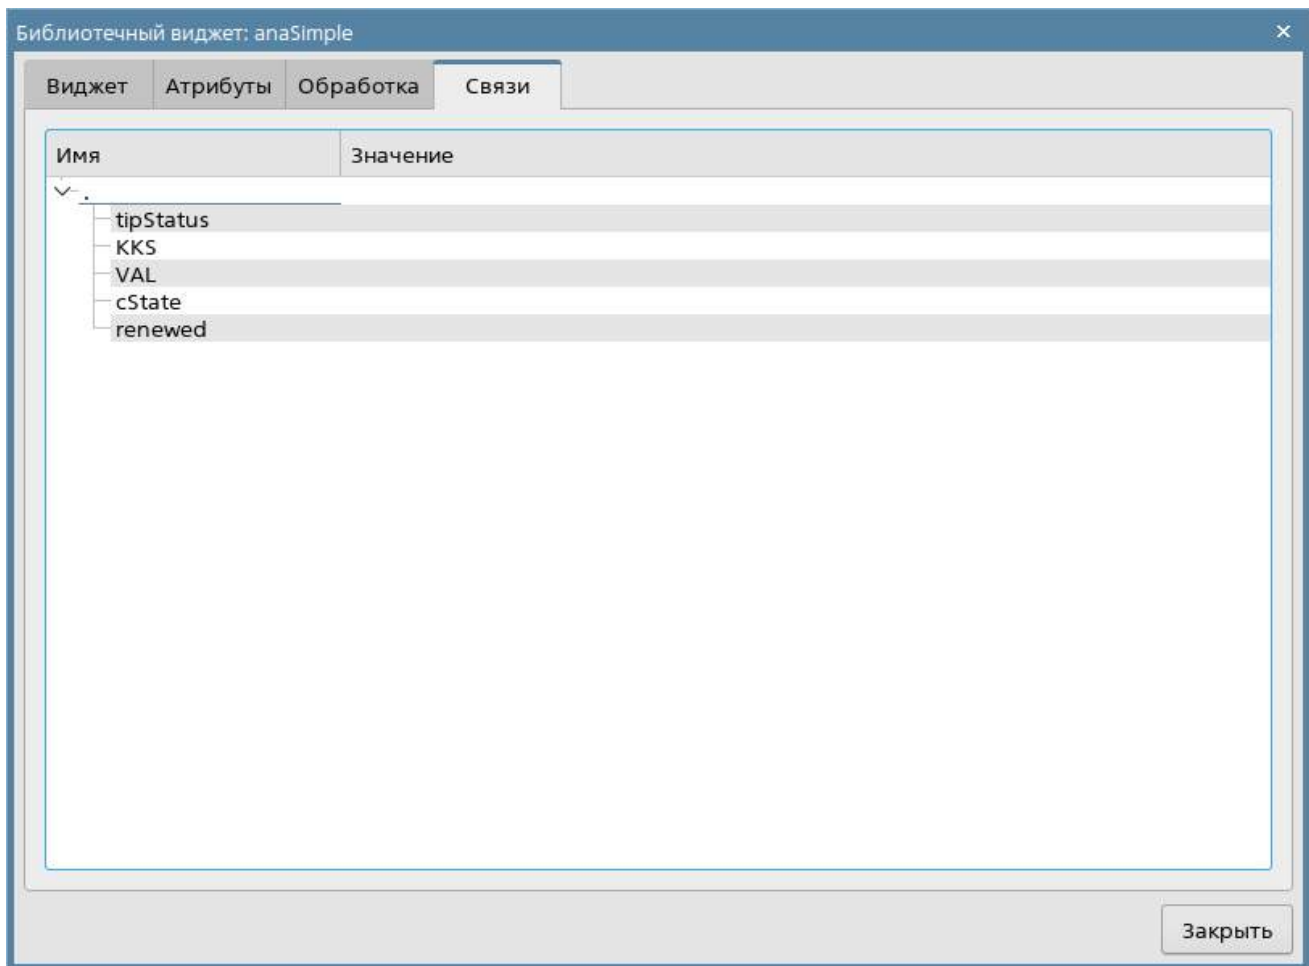 Библиотечный виджет: anaSimple
Виджет Атрибуты Обработка Связи
Имя Значение
.
tipStatus
KKS
VAL
cState
renewed
Закрыть